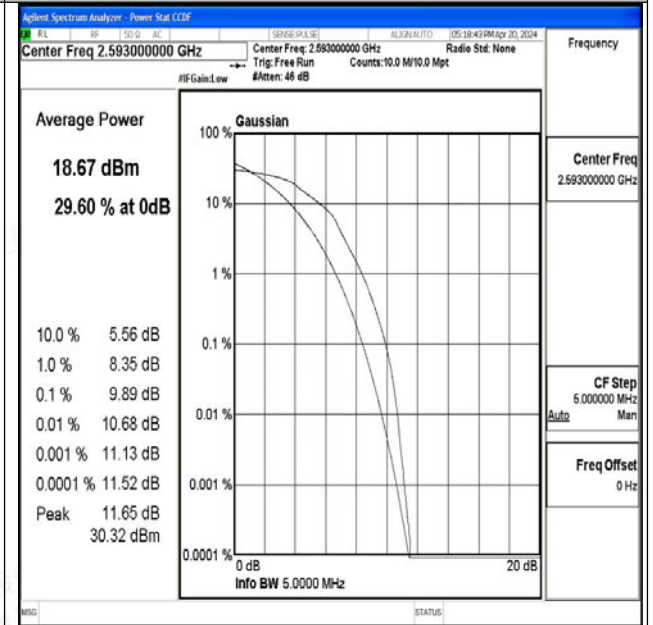 Agilent Spectrum Analyzer - Power Stat CCDF
RL RF 50 Ω AC SENSE:PULSE ALIGN AUTO 05:18:43 PM Apr 20, 2024
Center Freq 2.593000000 GHz
Center Freq: 2.593000000 GHz Radio Std: None
Trig: Free Run Counts:10.0 M/10.0 Mpt
#IFGain:Low #Atten: 46 dB
Frequency
Average Power
18.67 dBm
29.60 % at 0dB
10.0 % 5.56 dB
1.0 % 8.35 dB
0.1 % 9.89 dB
0.01 % 10.68 dB
0.001 % 11.13 dB
0.0001 % 11.52 dB
Peak 11.65 dB
30.32 dBm
Gaussian
100 %
10 %
1 %
0.1 %
0.01 %
0.001 %
0.0001 %
0 dB 20 dB
Info BW 5.0000 MHz
Center Freq
2.593000000 GHz
CF Step
5.000000 MHz
Auto Man
Freq Offset
0 Hz
MSG STATUS